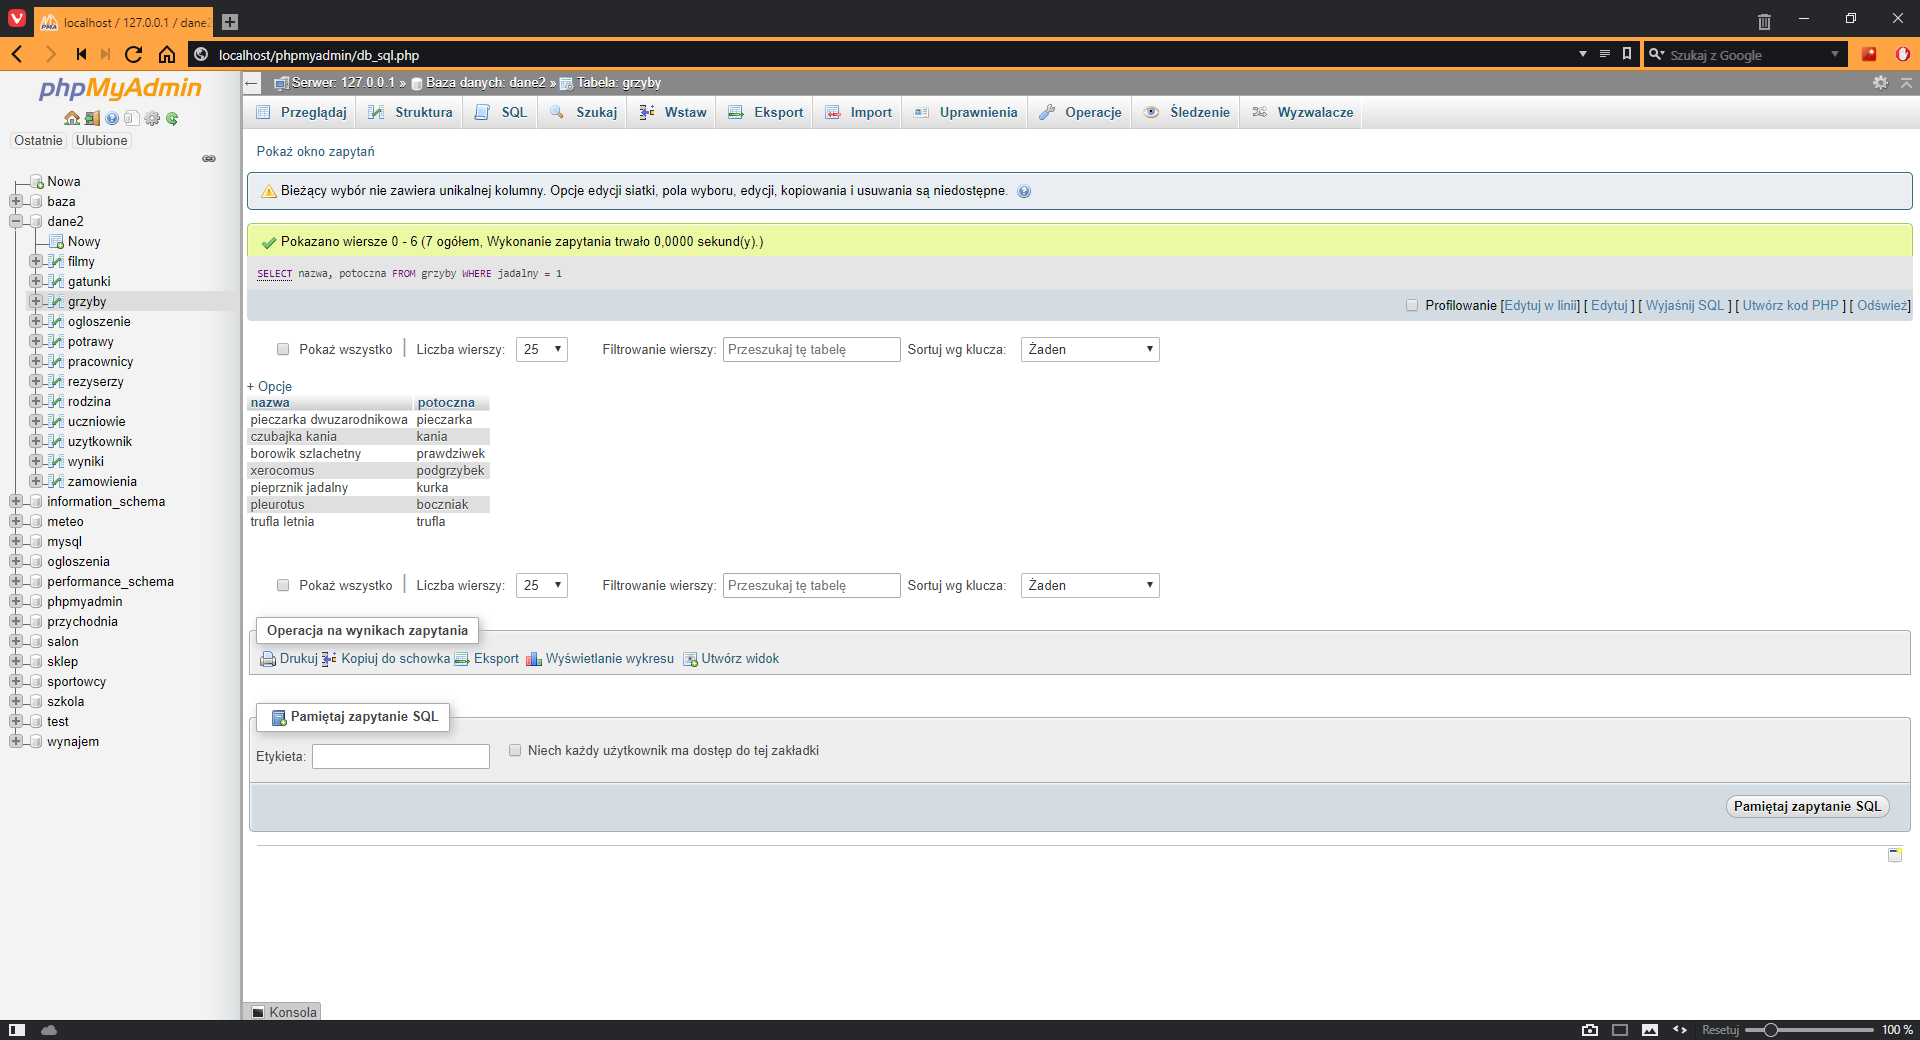 localhost / 127.0.0.1 / dane2
localhost/phpmyadmin/db_sql.php
Szukaj z Google
phpMyAdmin
Ostatnie Ulubione
Nowa
baza
dane2
Nowy
filmy
gatunki
grzyby
ogloszenie
potrawy
pracownicy
rezyserzy
rodzina
uczniowie
uzytkownik
wyniki
zamowienia
information_schema
meteo
mysql
ogloszenia
performance_schema
phpmyadmin
przychodnia
salon
sklep
sportowcy
szkola
test
wynajem
Serwer: 127.0.0.1 » Baza danych: dane2 » Tabela: grzyby
Przeglądaj Struktura SQL Szukaj Wstaw Eksport Import Uprawnienia Operacje Śledzenie Wyzwalacze
Pokaż okno zapytań
Bieżący wybór nie zawiera unikalnej kolumny. Opcje edycji siatki, pola wyboru, edycji, kopiowania i usuwania są niedostępne.
Pokazano wiersze 0 - 6 (7 ogółem, Wykonanie zapytania trwało 0,0000 sekund(y).)
SELECT nazwa, potoczna FROM grzyby WHERE jadalny = 1
Profilowanie [Edytuj w linii] [ Edytuj ] [ Wyjaśnij SQL ] [ Utwórz kod PHP ] [ Odśwież]
Pokaż wszystko | Liczba wierszy: 25 Filtrowanie wierszy: Przeszukaj tę tabelę Sortuj wg klucza: Żaden
+ Opcje
nazwa potoczna
pieczarka dwuzarodnikowa pieczarka
czubajka kania kania
borowik szlachetny prawdziwek
xerocomus podgrzybek
pieprznik jadalny kurka
pleurotus boczniak
trufla letnia trufla
Pokaż wszystko | Liczba wierszy: 25 Filtrowanie wierszy: Przeszukaj tę tabelę Sortuj wg klucza: Żaden
Operacja na wynikach zapytania
Drukuj Kopiuj do schowka Eksport Wyświetlanie wykresu Utwórz widok
Pamiętaj zapytanie SQL
Etykieta: Niech każdy użytkownik ma dostęp do tej zakładki
Pamiętaj zapytanie SQL
Konsola
Resetuj 100 %